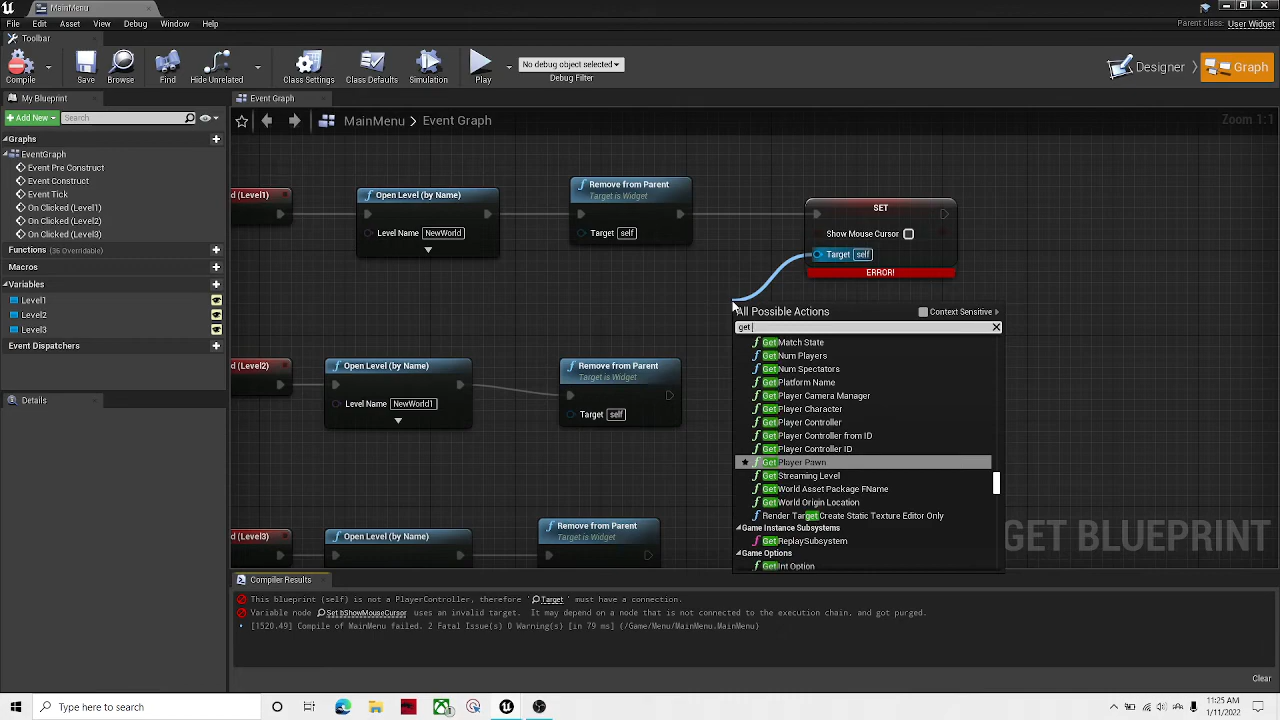 MainMenu
File Edit Asset View Debug Window Help
Parent class: User Widget
Toolbar
Compile Save Browse Find Hide Unrelated Class Settings Class Defaults Simulation Play No debug object selected Debug Filter Designer Graph
My Blueprint Event Graph
Add New Search MainMenu > Event Graph Zoom 1:1
Graphs
EventGraph
Event Pre Construct
Event Construct
Event Tick
On Clicked (Level1)
On Clicked (Level2)
On Clicked (Level3)
Functions (36 Overridable)
Macros
Variables
Level1
Level2
Level3
Event Dispatchers
Details
d (Level1)
Open Level (by Name)
Level Name NewWorld
Remove from Parent
Target is Widget
Target self
SET
Show Mouse Cursor
Target self
ERROR!
d (Level2)
Open Level (by Name)
Level Name NewWorld1
Remove from Parent
Target is Widget
Target self
d (Level3)
Open Level (by Name)
Remove from Parent
Target is Widget
All Possible Actions Context Sensitive
get
Get Match State
Get Num Players
Get Num Spectators
Get Platform Name
Get Player Camera Manager
Get Player Character
Get Player Controller
Get Player Controller from ID
Get Player Controller ID
Get Player Pawn
Get Streaming Level
Get World Asset Package FName
Get World Origin Location
Render Target Create Static Texture Editor Only
Game Instance Subsystems
Get ReplaySubsystem
Game Options
Get Int Option
GET BLUEPRINT
Compiler Results
This blueprint (self) is not a PlayerController, therefore ' Target ' must have a connection.
Variable node Set bShowMouseCursor uses an invalid target. It may depend on a node that is not connected to the execution chain, and got purged.
[1520.49] Compile of MainMenu failed. 2 Fatal Issue(s) 0 Warning(s) [in 79 ms] (/Game/Menu/MainMenu.MainMenu)
Clear
Type here to search
11:25 AM
1/11/2022